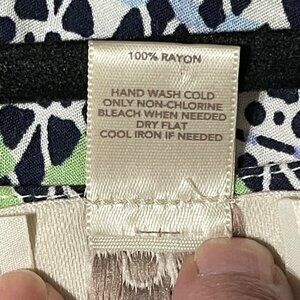 100% RAYON
HAND WASH COLD
ONLY NON-CHLORINE
BLEACH WHEN NEEDED
DRY FLAT
COOL IRON IF NEEDED